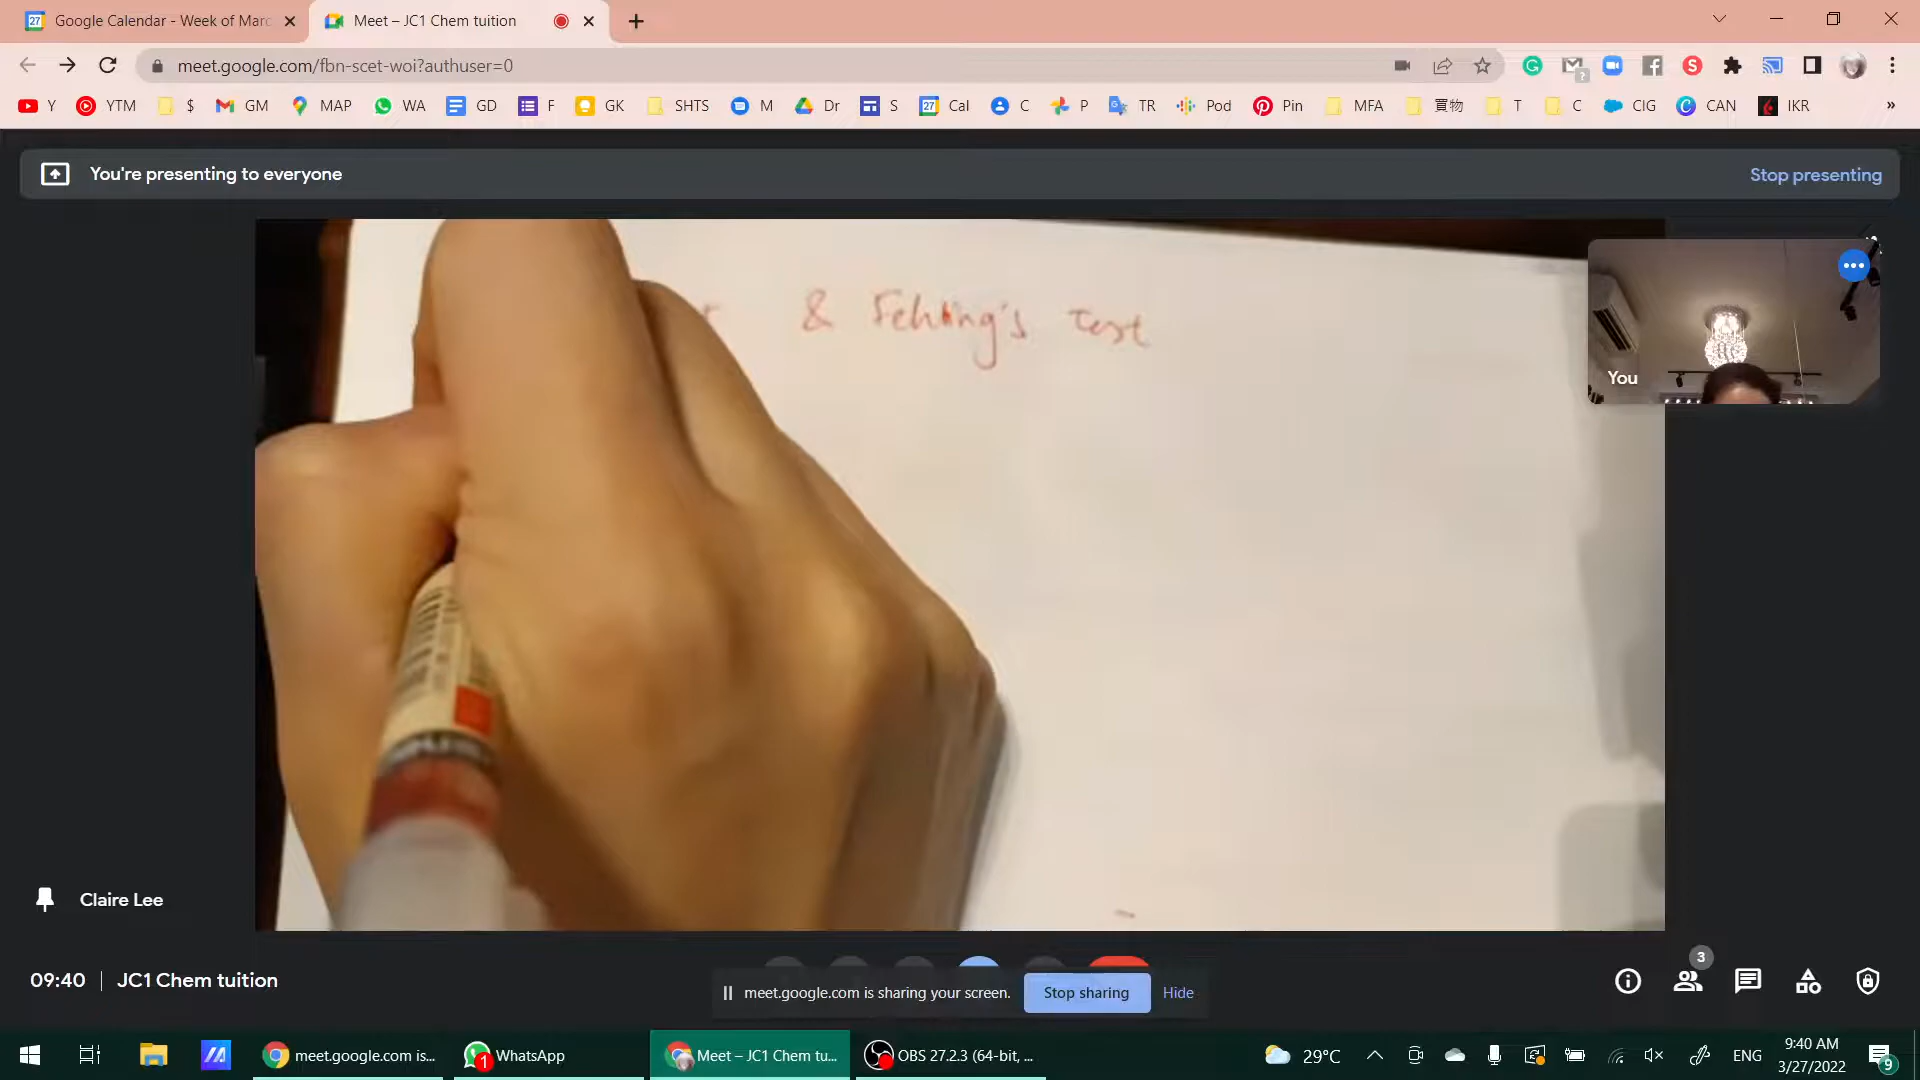 Google Calendar - Week of Marc
Meet – JC1 Chem tuition
meet.google.com/fbn-scet-woi?authuser=0
Y
YTM
$
GM
MAP
WA
GD
F
GK
SHTS
M
Dr
S
27 Cal
C
P
TR
Pod
Pin
MFA
買物
T
C
CIG
CAN
IKR
»
You're presenting to everyone
Stop presenting
& Fehling's Test
You
Claire Lee
09:40 | JC1 Chem tuition
meet.google.com is sharing your screen.
Stop sharing
Hide
3
meet.google.com is...
1 WhatsApp
Meet – JC1 Chem tu...
OBS 27.2.3 (64-bit, ...
29°C
ENG
9:40 AM
3/27/2022
9